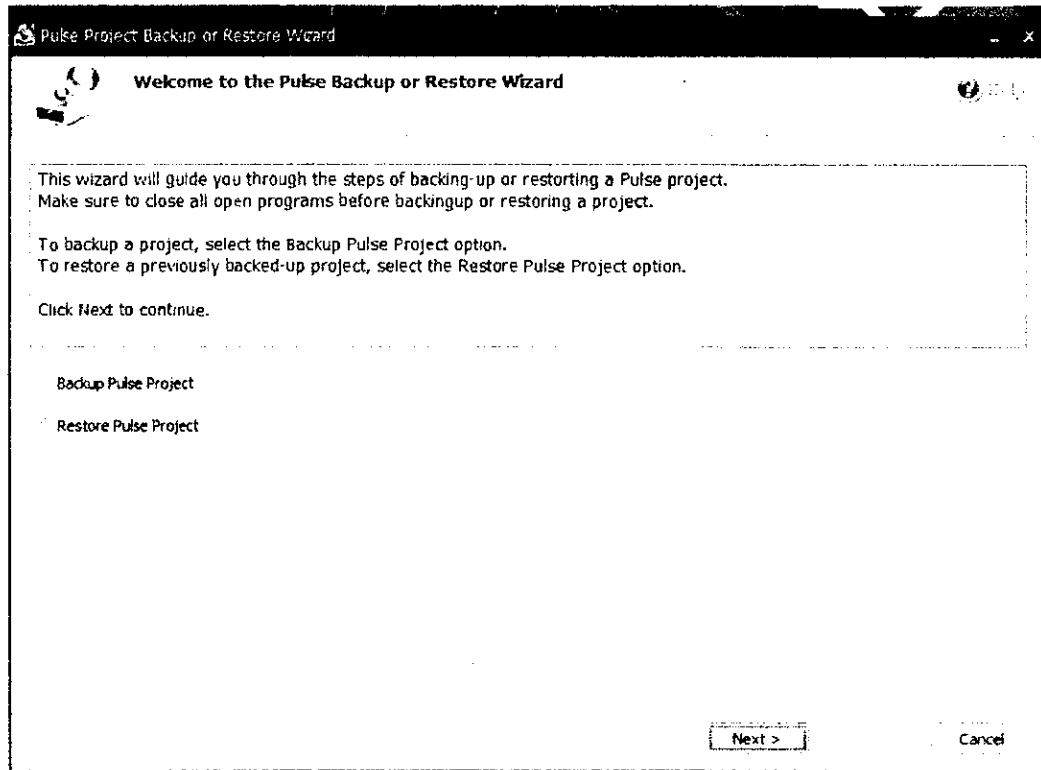 Pulse Project Backup or Restore Wizard
Welcome to the Pulse Backup or Restore Wizard
This wizard will guide you through the steps of backing-up or restorting a Pulse project.
Make sure to close all open programs before backingup or restoring a project.
To backup a project, select the Backup Pulse Project option.
To restore a previously backed-up project, select the Restore Pulse Project option.
Click Next to continue.
Backup Pulse Project
Restore Pulse Project
Next >
Cancel